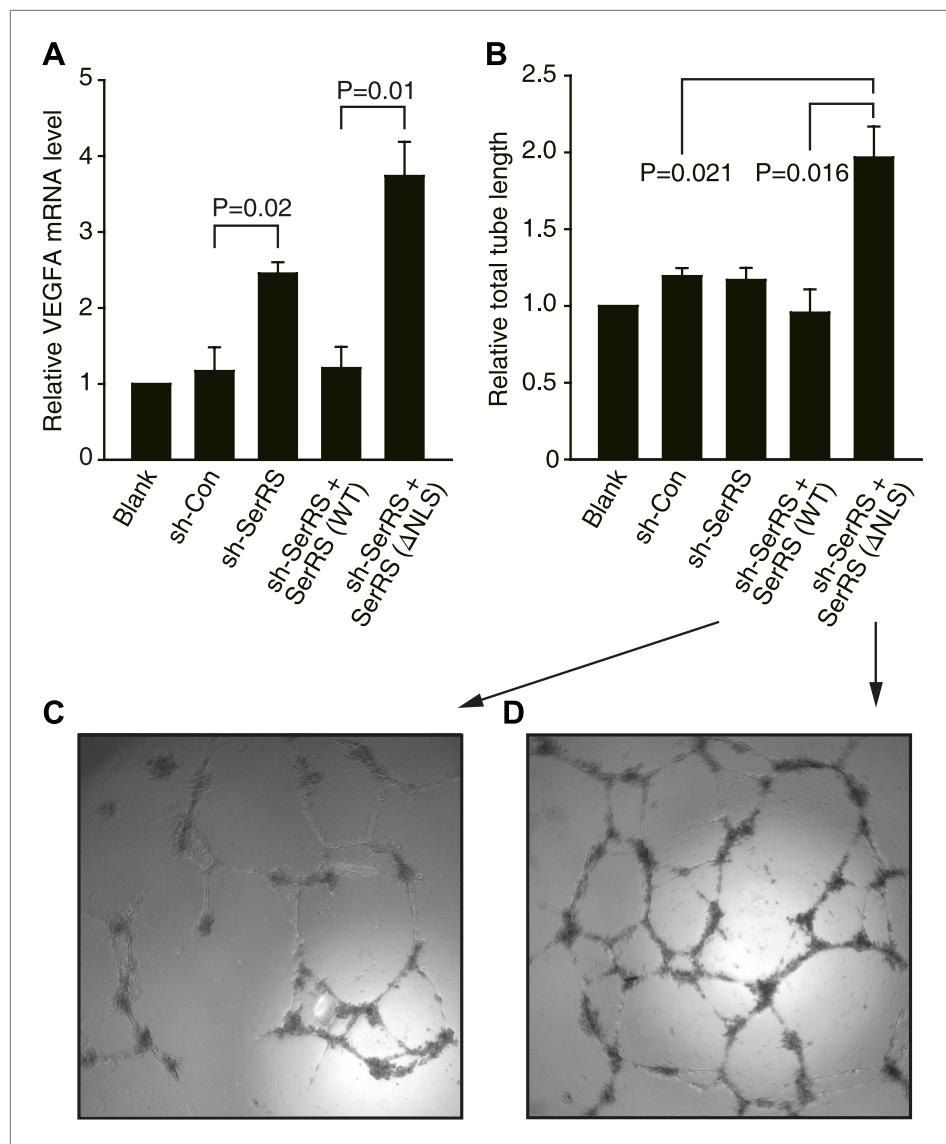 A
Relative VEGFA mRNA level
5
4
3
2
1
0
P=0.02
P=0.01
Blank
sh-Con
sh-SerRS
sh-SerRS +
SerRS (WT)
sh-SerRS +
SerRS (ΔNLS)
B
Relative total tube length
2.5
2.0
1.5
1.0
0.5
0
P=0.021
P=0.016
Blank
sh-Con
sh-SerRS
sh-SerRS +
SerRS (WT)
sh-SerRS +
SerRS (ΔNLS)
C
D